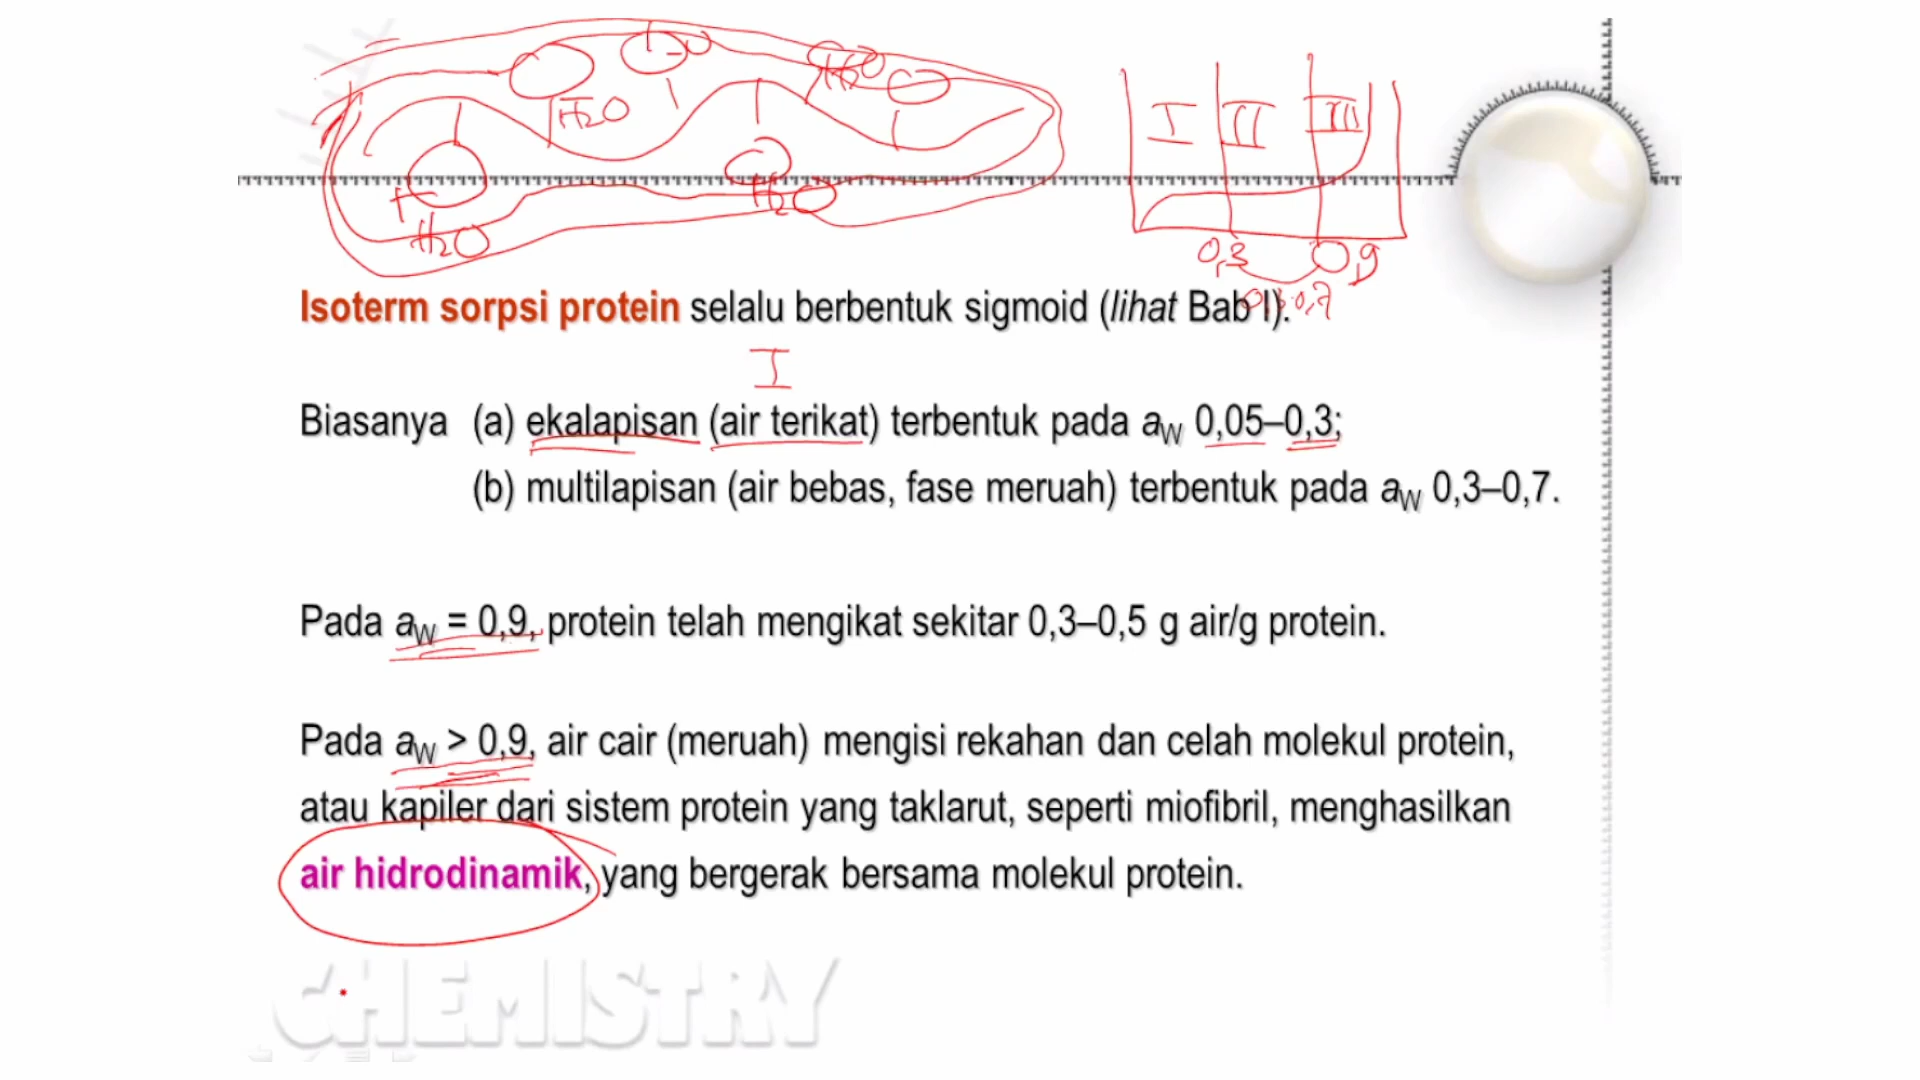 H2O
H2O
I II III
H2O
H2O
0,3 0,9
Isoterm sorpsi protein selalu berbentuk sigmoid (lihat Bab I).
0,7
I
Biasanya (a) ekalapisan (air terikat) terbentuk pada aW 0,05–0,3;
(b) multilapisan (air bebas, fase meruah) terbentuk pada aW 0,3–0,7.
Pada aW = 0,9, protein telah mengikat sekitar 0,3–0,5 g air/g protein.
Pada aW > 0,9, air cair (meruah) mengisi rekahan dan celah molekul protein,
atau kapiler dari sistem protein yang taklarut, seperti miofibril, menghasilkan
air hidrodinamik, yang bergerak bersama molekul protein.
CHEMISTRY